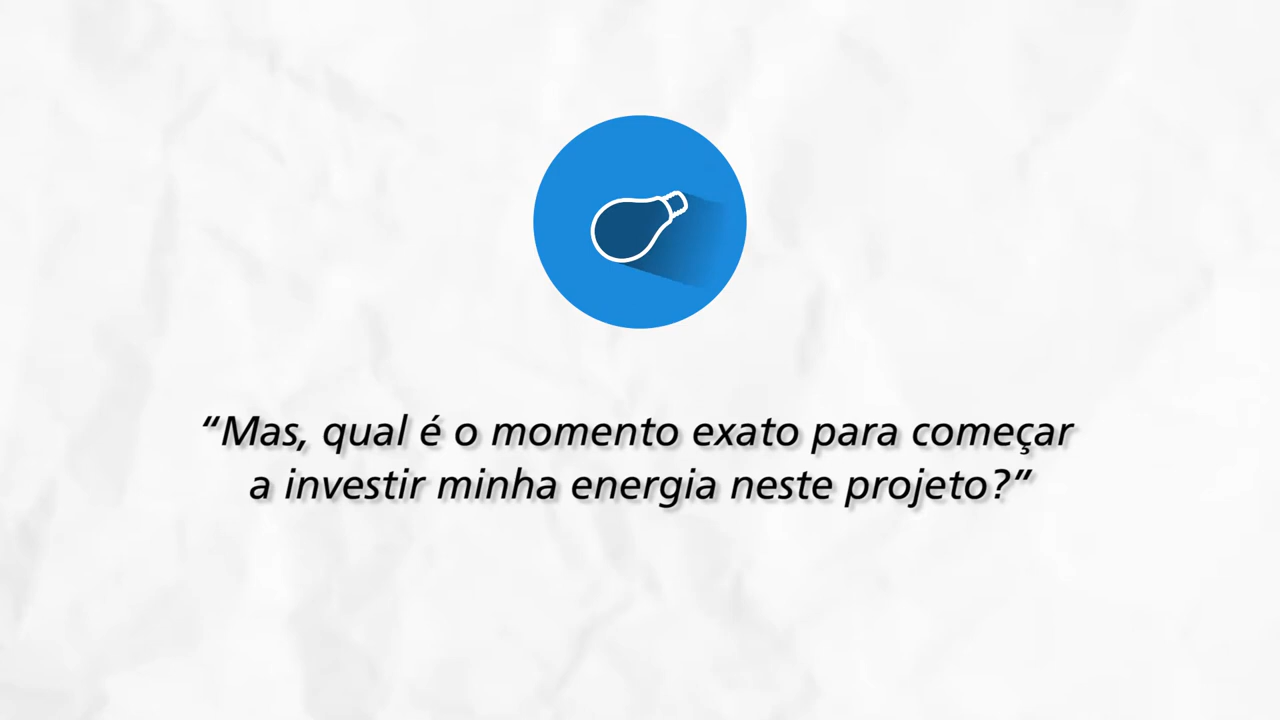 “Mas, qual é o momento exato para começar
a investir minha energia neste projeto?”